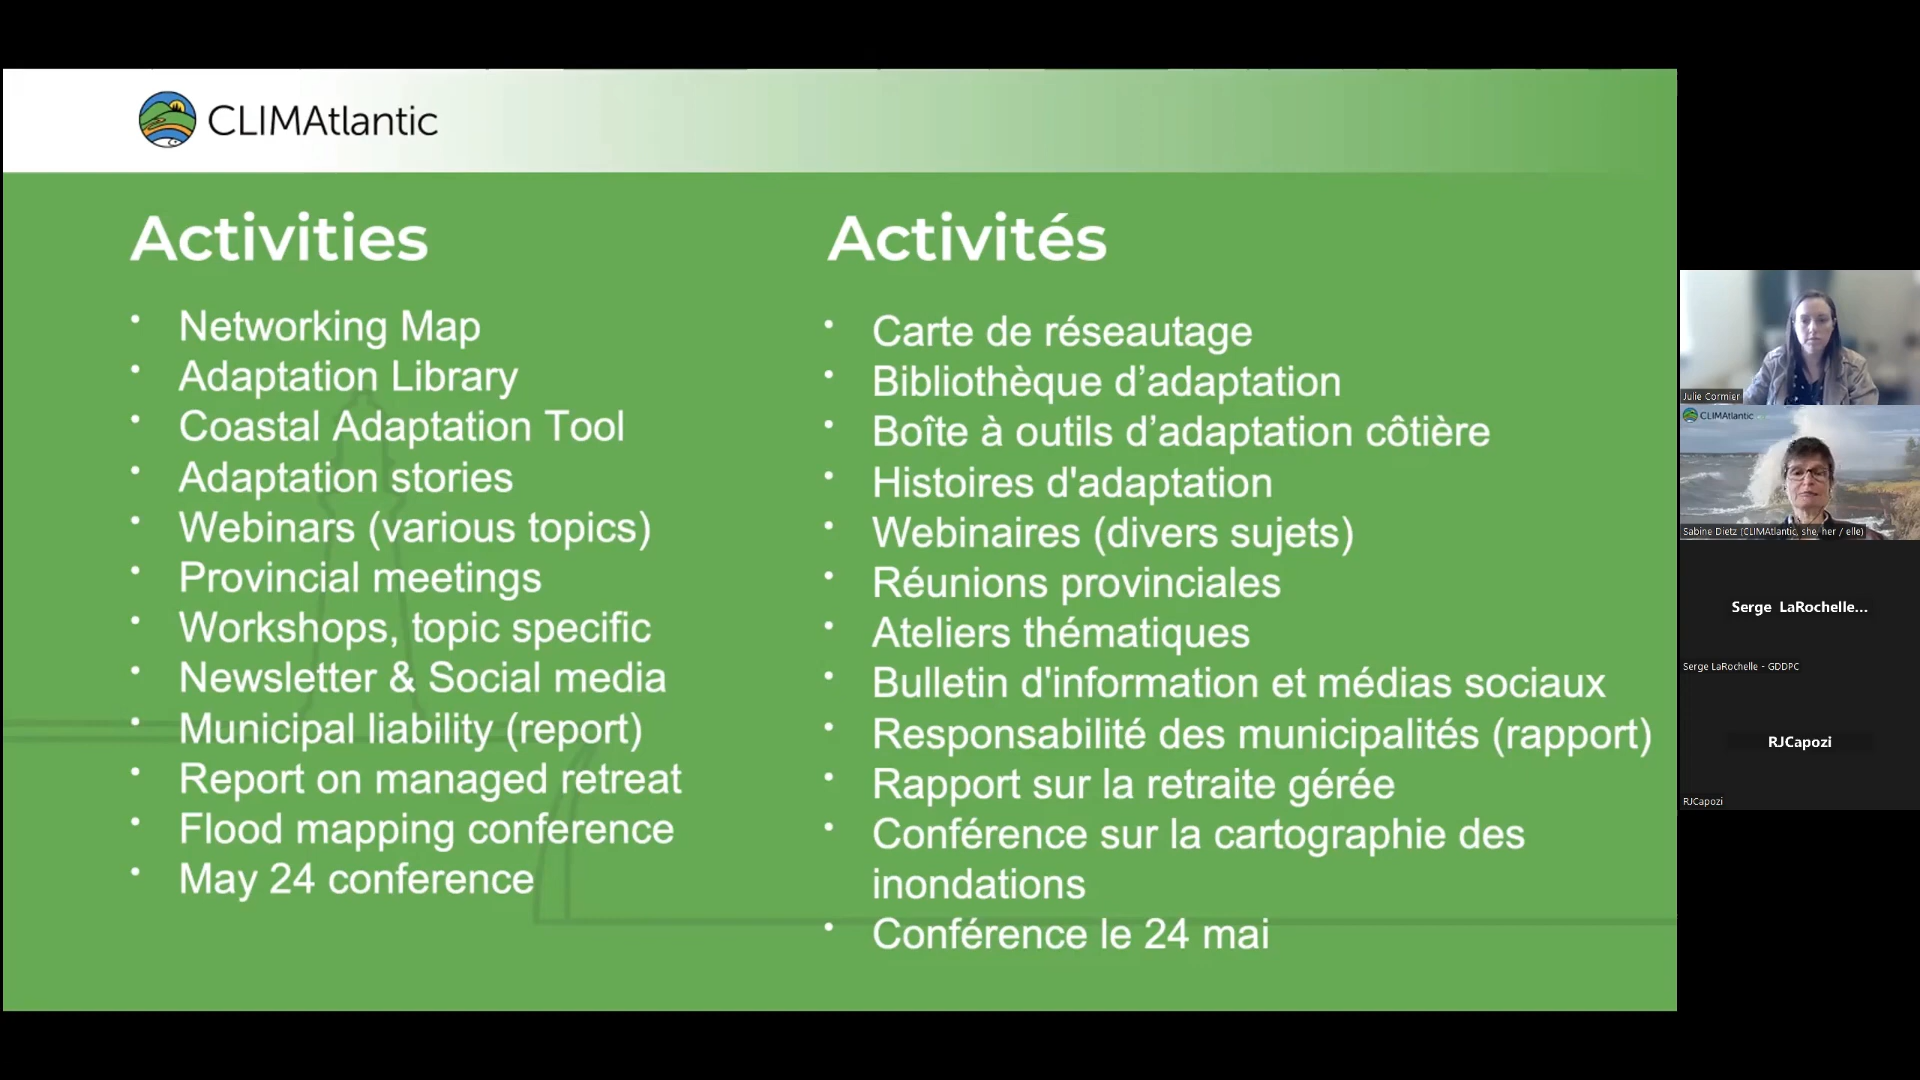 CLIMAtlantic
Activities
• Networking Map
• Adaptation Library
• Coastal Adaptation Tool
• Adaptation stories
• Webinars (various topics)
• Provincial meetings
• Workshops, topic specific
• Newsletter & Social media
• Municipal liability (report)
• Report on managed retreat
• Flood mapping conference
• May 24 conference
Activités
• Carte de réseautage
• Bibliothèque d’adaptation
• Boîte à outils d’adaptation côtière
• Histoires d'adaptation
• Webinaires (divers sujets)
• Réunions provinciales
• Ateliers thématiques
• Bulletin d'information et médias sociaux
• Responsabilité des municipalités (rapport)
• Rapport sur la retraite gérée
• Conférence sur la cartographie des
inondations
• Conférence le 24 mai
Julie Cormier
CLIMAtlantic
Sabine Dietz (CLIMAtlantic, she, her / elle)
Serge LaRochelle...
Serge LaRochelle - GDDPC
RJCapozi
RJCapozi